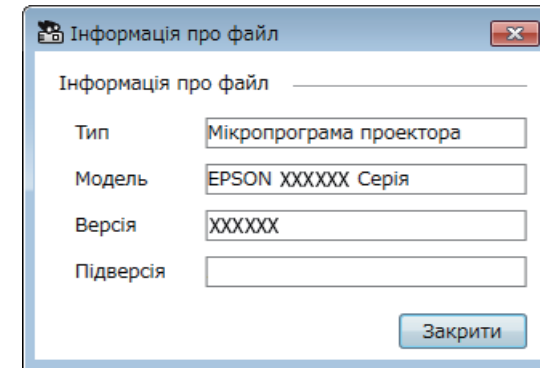 Інформація про файл
Інформація про файл
Тип Мікропрограма проектора
Модель EPSON XXXXXX Серія
Версія XXXXXX
Підверсія
Закрити